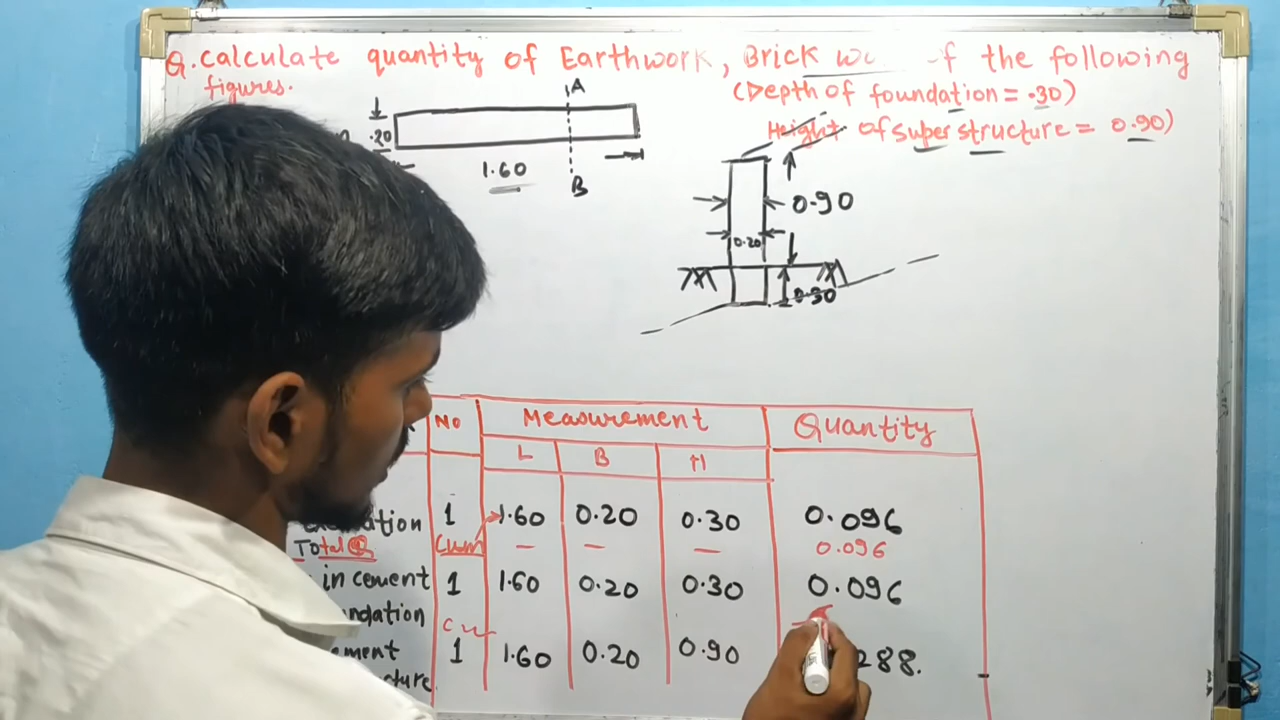 Q. Calculate quantity of Earthwork, Brick wo f the following
figures.
(Depth of foundation = .30)
Height of super structure = 0.90)
A
.20
1.60
B
0.90
0.20
0.30
No Measurement Quantity
L B H
1 1.60 0.20 0.30 0.096
Total Cum — — — 0.096
in cement 1 1.60 0.20 0.30 0.096
ndation
ement 1 1.60 0.20 0.90 288.
cture